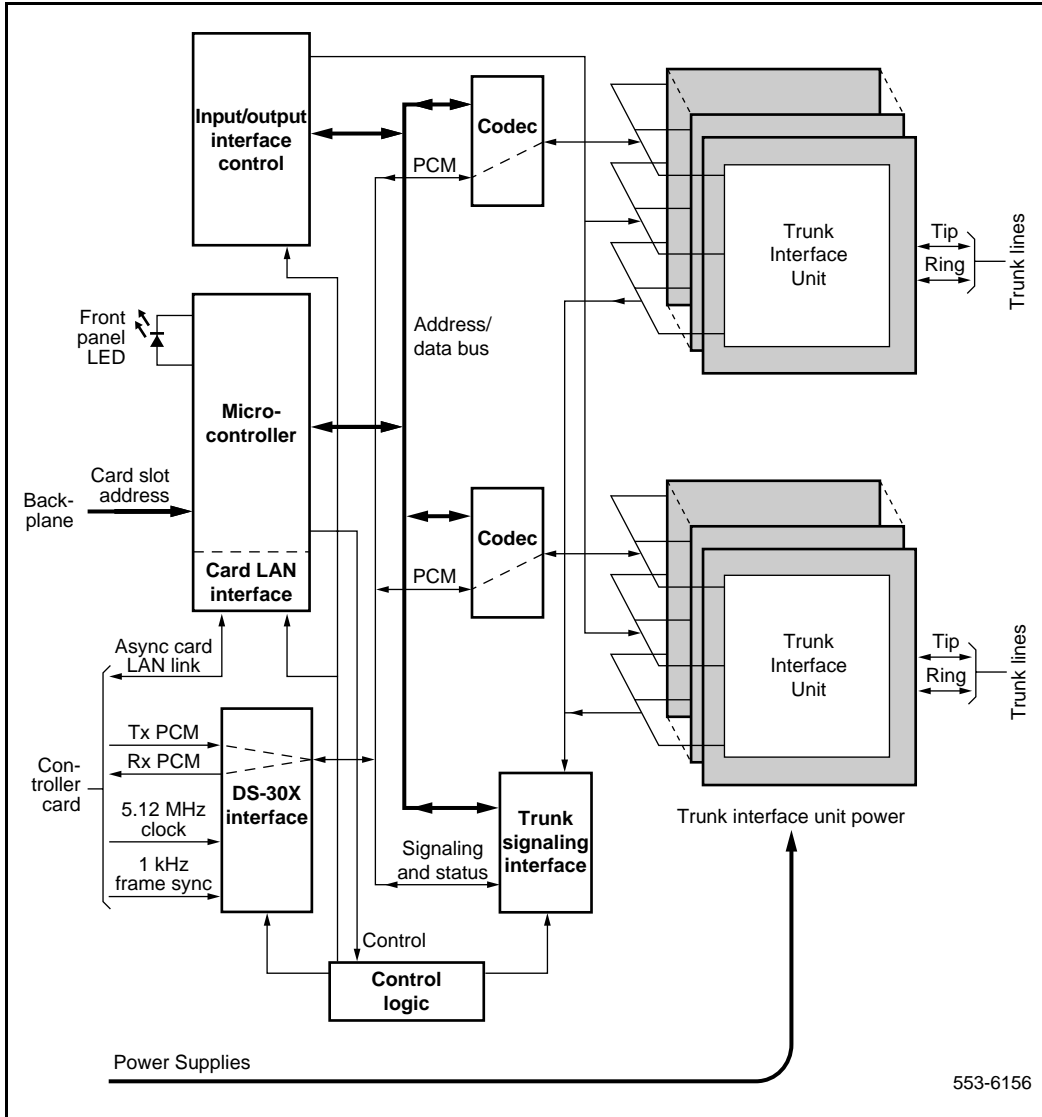 Input/output
interface
control
Codec
PCM
Trunk
Interface
Unit
Tip
Ring
Trunk lines
Front
panel
LED
Address/
data bus
Micro-
controller
Card slot
address
Back-
plane
Codec
Card LAN
interface
PCM
Trunk
Interface
Unit
Tip
Ring
Trunk lines
Async card
LAN link
Tx PCM
Rx PCM
Con-
troller
card
DS-30X
interface
5.12 MHz
clock
1 kHz
frame sync
Trunk
signaling
interface
Signaling
and status
Trunk interface unit power
Control
Control
logic
Power Supplies
553-6156